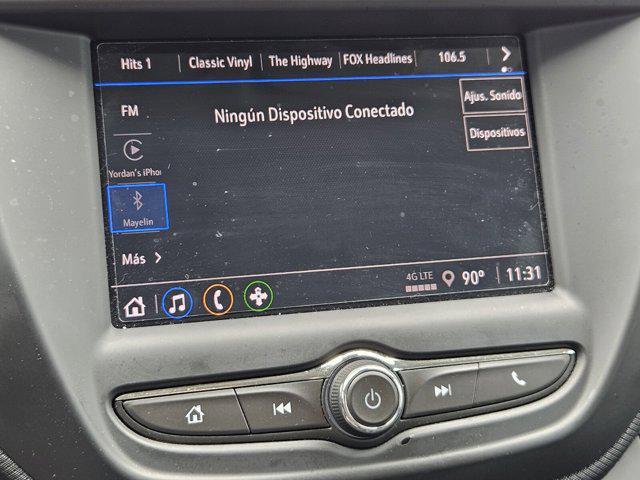 Hits 1
Classic Vinyl
The Highway
FOX Headlines
106.5
FM
Ningún Dispositivo Conectado
Ajus. Sonido
Dispositivos
Yordan's iPho
Mayelin
Más
4G LTE
90°
11:31